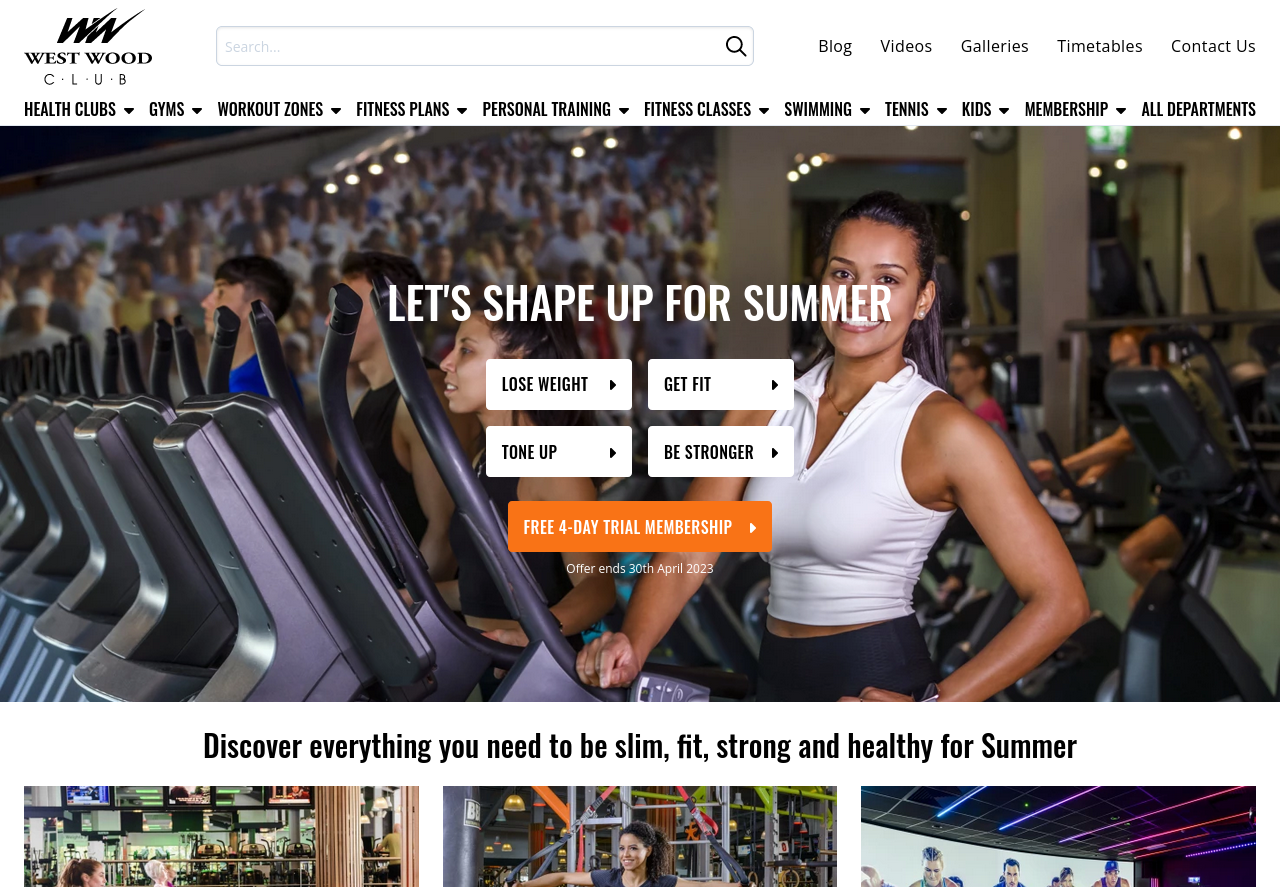 WEST WOOD
C·L·U·B
Search...
Blog Videos Galleries Timetables Contact Us
HEALTH CLUBS GYMS WORKOUT ZONES FITNESS PLANS PERSONAL TRAINING FITNESS CLASSES SWIMMING TENNIS KIDS MEMBERSHIP ALL DEPARTMENTS
LET'S SHAPE UP FOR SUMMER
LOSE WEIGHT GET FIT
TONE UP BE STRONGER
FREE 4-DAY TRIAL MEMBERSHIP
Offer ends 30th April 2023
Discover everything you need to be slim, fit, strong and healthy for Summer